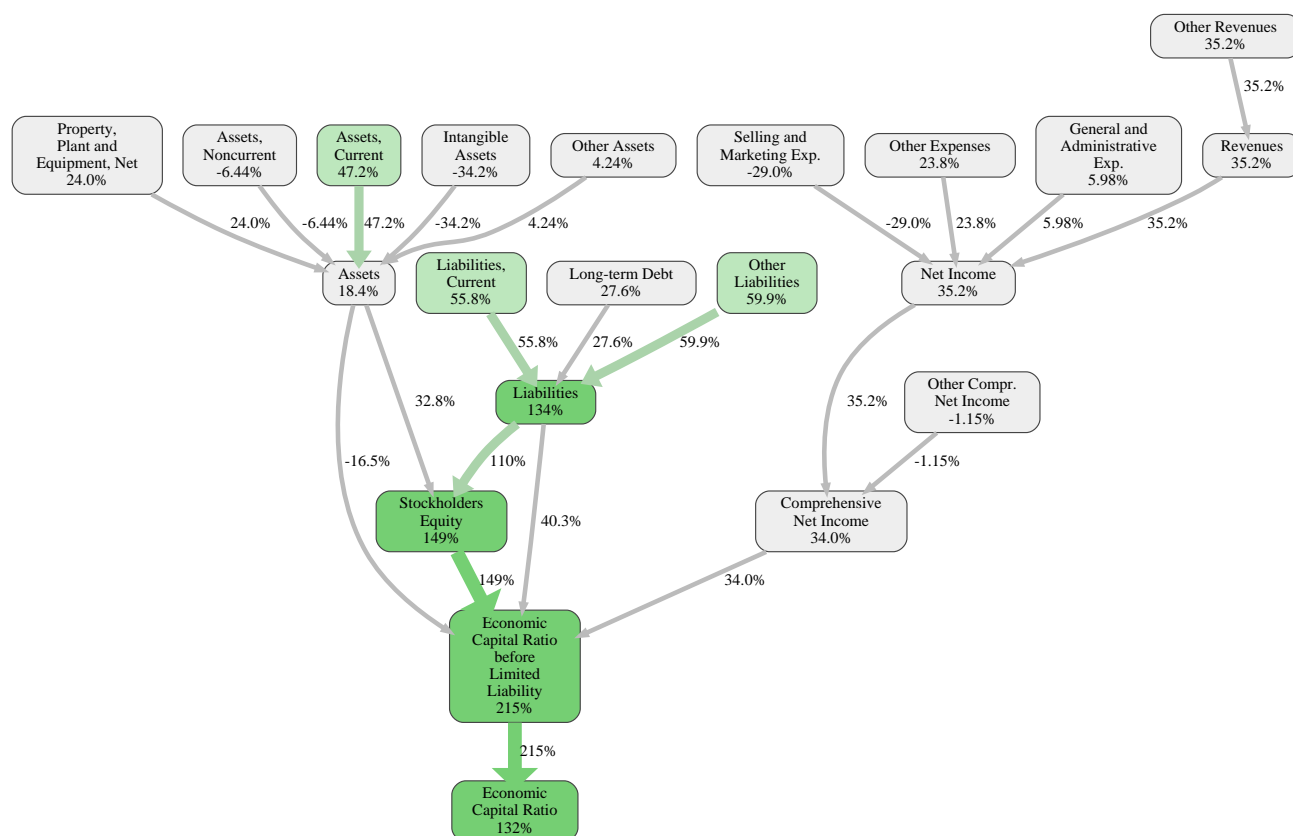 Other Revenues
35.2%
35.2%
Property,
Plant and
Equipment, Net
24.0%
Assets,
Noncurrent
-6.44%
Assets,
Current
47.2%
Intangible
Assets
-34.2%
Other Assets
4.24%
Selling and
Marketing Exp.
-29.0%
Other Expenses
23.8%
General and
Administrative
Exp.
5.98%
Revenues
35.2%
24.0%
-6.44%
47.2%
-34.2%
4.24%
-29.0%
23.8%
5.98%
35.2%
Assets
18.4%
Liabilities,
Current
55.8%
Long-term Debt
27.6%
Other
Liabilities
59.9%
Net Income
35.2%
55.8%
27.6%
59.9%
Liabilities
134%
Other Compr.
Net Income
-1.15%
32.8%
35.2%
-16.5%
110%
-1.15%
Stockholders
Equity
149%
40.3%
Comprehensive
Net Income
34.0%
149%
34.0%
Economic
Capital Ratio
before
Limited
Liability
215%
215%
Economic
Capital Ratio
132%